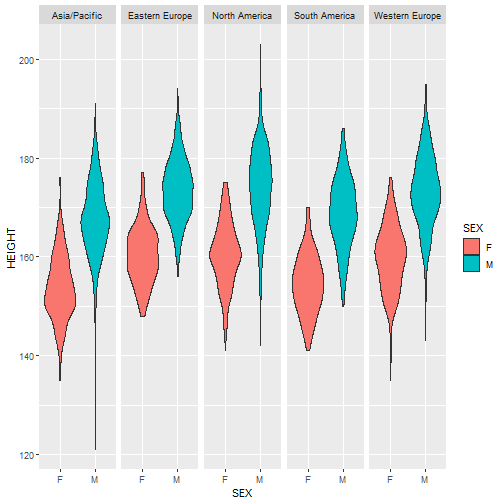 Asia/Pacific Eastern Europe North America South America Western Europe
200
180
160
140
120
HEIGHT
F M F M F M F M F M
SEX
SEX
F
M